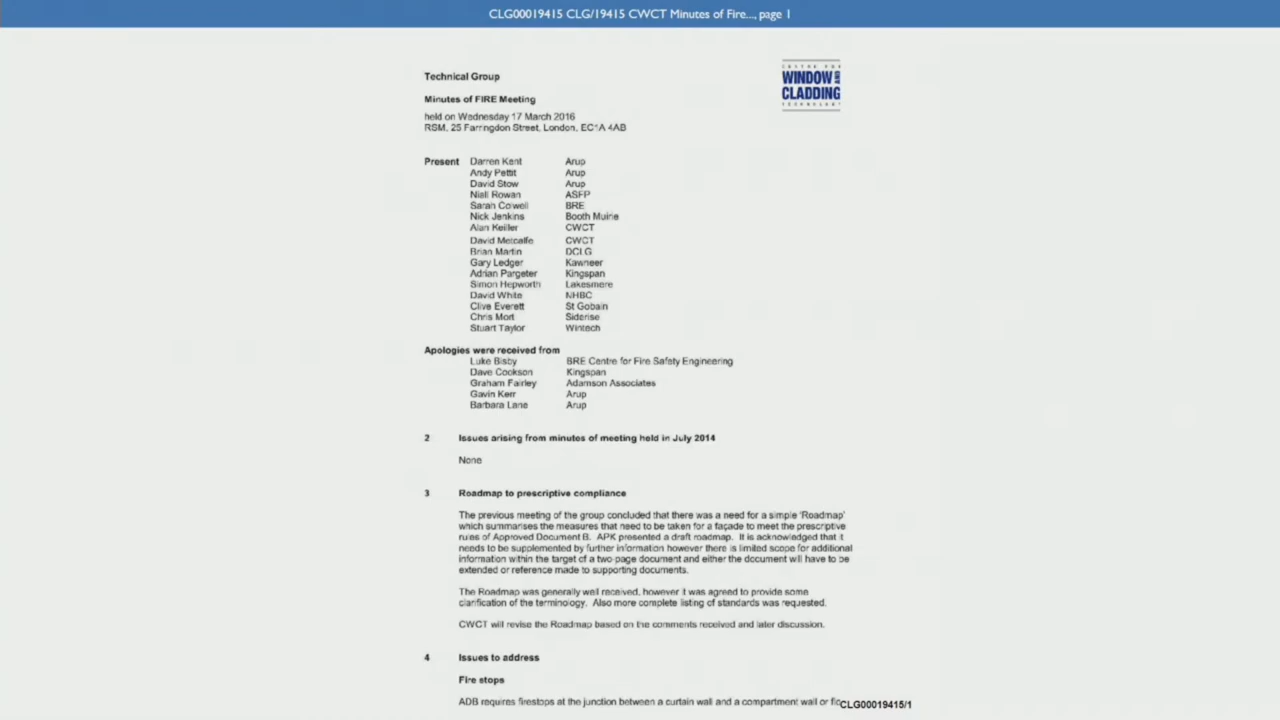 CLG00019415 CLG/19415 CWCT Minutes of Fire..., page 1
CENTRE FOR
WINDOW AND
CLADDING
TECHNOLOGY
Technical Group
Minutes of FIRE Meeting
held on Wednesday 17 March 2016
RSM, 25 Farringdon Street, London, EC1A 4AB
Present Darren Kent Arup
Andy Pettit Arup
David Stow Arup
Niall Rowan ASFP
Sarah Colwell BRE
Nick Jenkins Booth Muirie
Alan Keiller CWCT
David Metcalfe CWCT
Brian Martin DCLG
Gary Ledger Kawneer
Adrian Pargeter Kingspan
Simon Hepworth Lakesmere
David White NHBC
Clive Everett St Gobain
Chris Mort Siderise
Stuart Taylor Wintech
Apologies were received from
Luke Bisby BRE Centre for Fire Safety Engineering
Dave Cookson Kingspan
Graham Fairley Adamson Associates
Gavin Kerr Arup
Barbara Lane Arup
2 Issues arising from minutes of meeting held in July 2014
None
3 Roadmap to prescriptive compliance
The previous meeting of the group concluded that there was a need for a simple 'Roadmap'
which summarises the measures that need to be taken for a façade to meet the prescriptive
rules of Approved Document B. APK presented a draft roadmap. It is acknowledged that it
needs to be supplemented by further information however there is limited scope for additional
information within the target of a two-page document and either the document will have to be
extended or reference made to supporting documents.
The Roadmap was generally well received, however it was agreed to provide some
clarification of the terminology. Also more complete listing of standards was requested.
CWCT will revise the Roadmap based on the comments received and later discussion.
4 Issues to address
Fire stops
ADB requires firestops at the junction between a curtain wall and a compartment wall or flo
CLG00019415/1